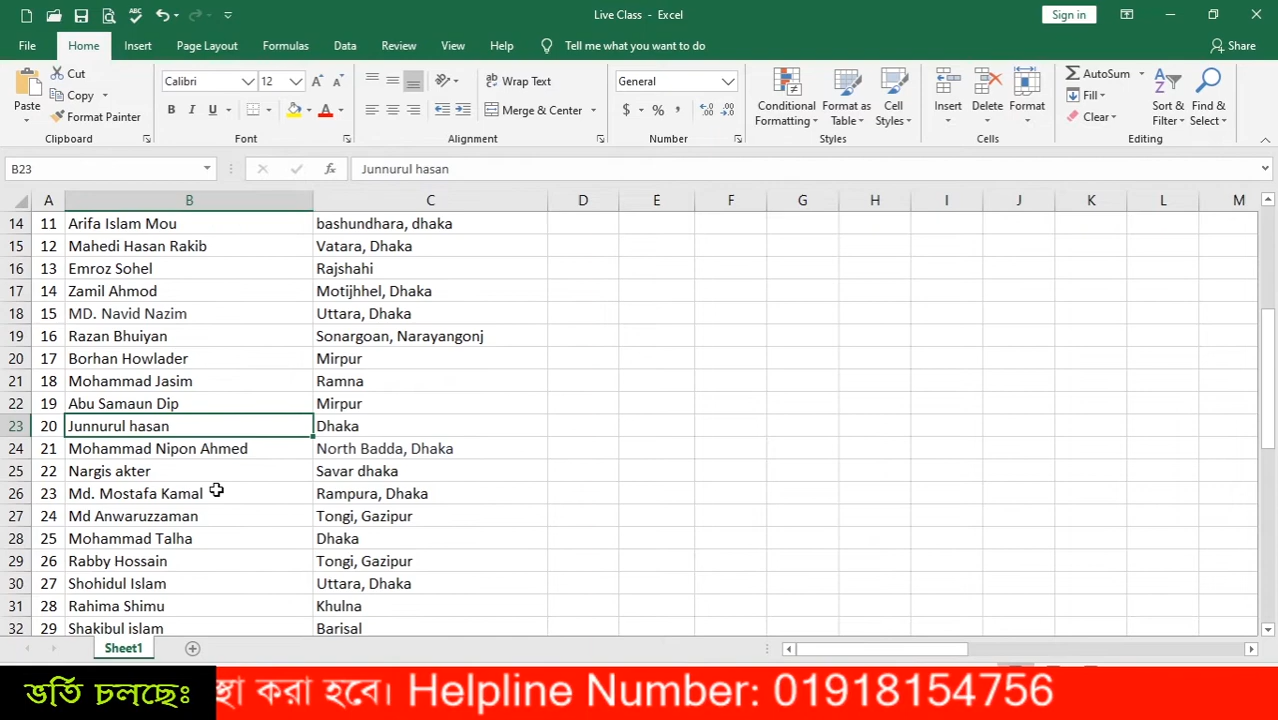 Live Class - Excel
Sign in
File Home Insert Page Layout Formulas Data Review View Help Tell me what you want to do Share
Paste Cut Copy Format Painter Clipboard
Calibri 12 A A B I U A Font
Wrap Text Merge & Center Alignment
General $ % , Number
Conditional Formatting Format as Table Cell Styles Styles
Insert Delete Format Cells
AutoSum Fill Clear Sort & Filter Find & Select Editing
B23 fx Junnurul hasan
A B C D E F G H I J K L M
14 11 Arifa Islam Mou bashundhara, dhaka
15 12 Mahedi Hasan Rakib Vatara, Dhaka
16 13 Emroz Sohel Rajshahi
17 14 Zamil Ahmod Motijhhel, Dhaka
18 15 MD. Navid Nazim Uttara, Dhaka
19 16 Razan Bhuiyan Sonargoan, Narayangonj
20 17 Borhan Howlader Mirpur
21 18 Mohammad Jasim Ramna
22 19 Abu Samaun Dip Mirpur
23 20 Junnurul hasan Dhaka
24 21 Mohammad Nipon Ahmed North Badda, Dhaka
25 22 Nargis akter Savar dhaka
26 23 Md. Mostafa Kamal Rampura, Dhaka
27 24 Md Anwaruzzaman Tongi, Gazipur
28 25 Mohammad Talha Dhaka
29 26 Rabby Hossain Tongi, Gazipur
30 27 Shohidul Islam Uttara, Dhaka
31 28 Rahima Shimu Khulna
32 29 Shakibul islam Barisal
Sheet1
ভর্তি চলছেঃ স্থা করা হবে। Helpline Number: 01918154756